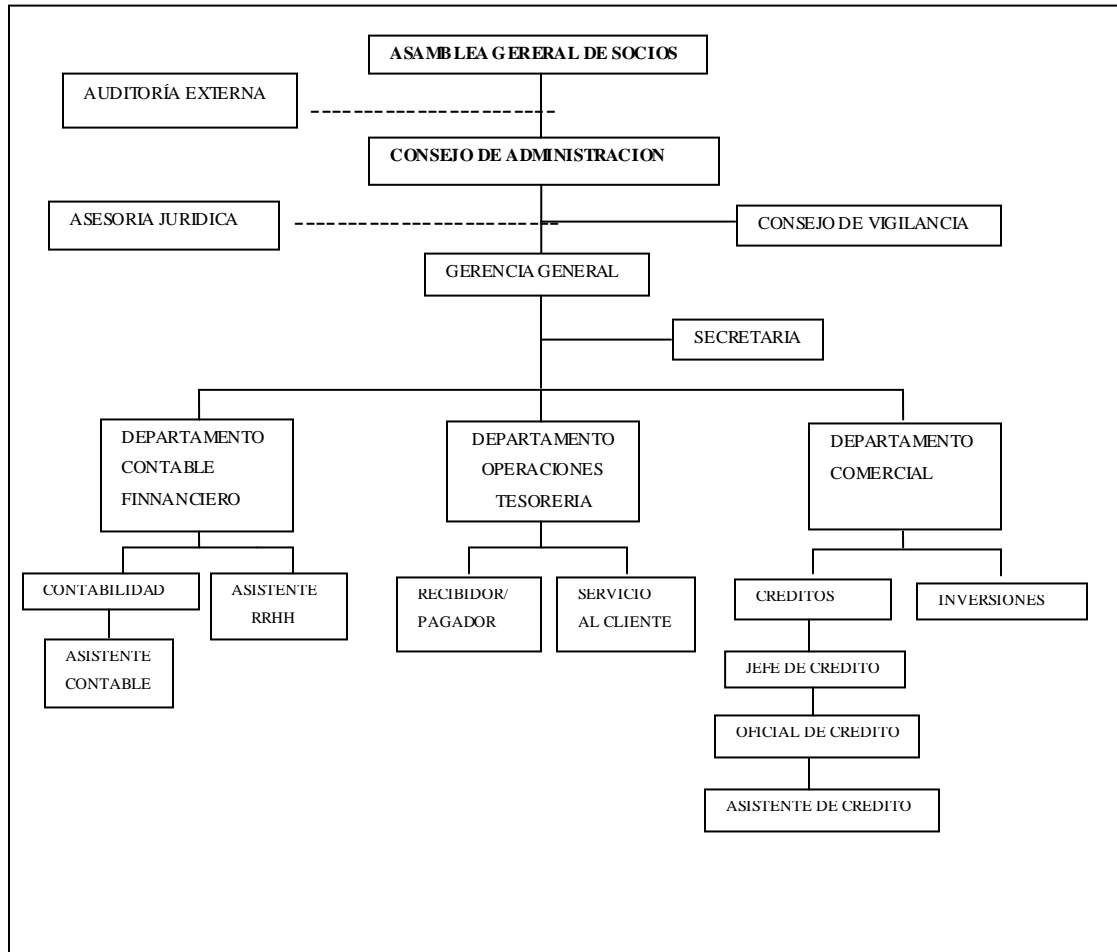 ASAMBLEA GERERAL DE SOCIOS
AUDITORÍA EXTERNA
CONSEJO DE ADMINISTRACION
ASESORIA JURIDICA
CONSEJO DE VIGILANCIA
GERENCIA GENERAL
SECRETARIA
DEPARTAMENTO
CONTABLE
FINNANCIERO
DEPARTAMENTO
OPERACIONES
TESORERIA
DEPARTAMENTO
COMERCIAL
CONTABILIDAD
ASISTENTE
RRHH
RECIBIDOR/
PAGADOR
SERVICIO
AL CLIENTE
CREDITOS
INVERSIONES
ASISTENTE
CONTABLE
JEFE DE CREDITO
OFICIAL DE CREDITO
ASISTENTE DE CREDITO